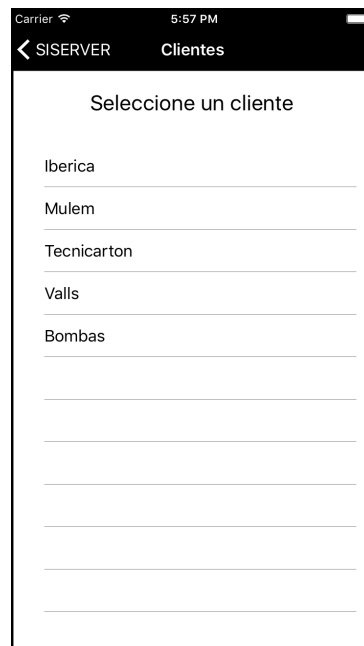 Carrier 5:57 PM
SISERVER Clientes
Seleccione un cliente
Iberica
Mulem
Tecnicarton
Valls
Bombas